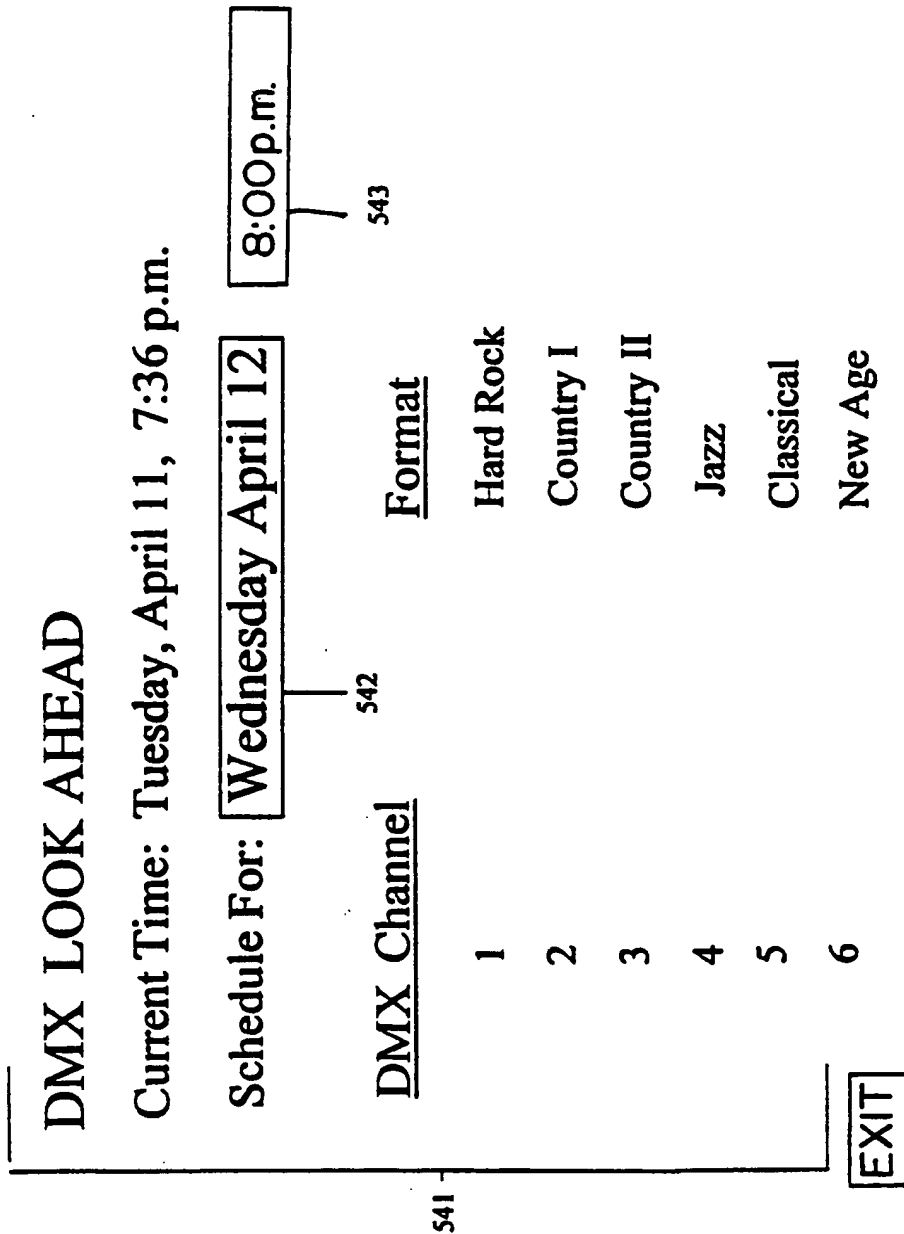 DMX LOOK AHEAD
Current Time: Tuesday, April 11, 7:36 p.m.
Schedule For: Wednesday April 12 8:00p.m.
542
543
DMX Channel Format
1 Hard Rock
2 Country I
3 Country II
4 Jazz
5 Classical
6 New Age
541
EXIT